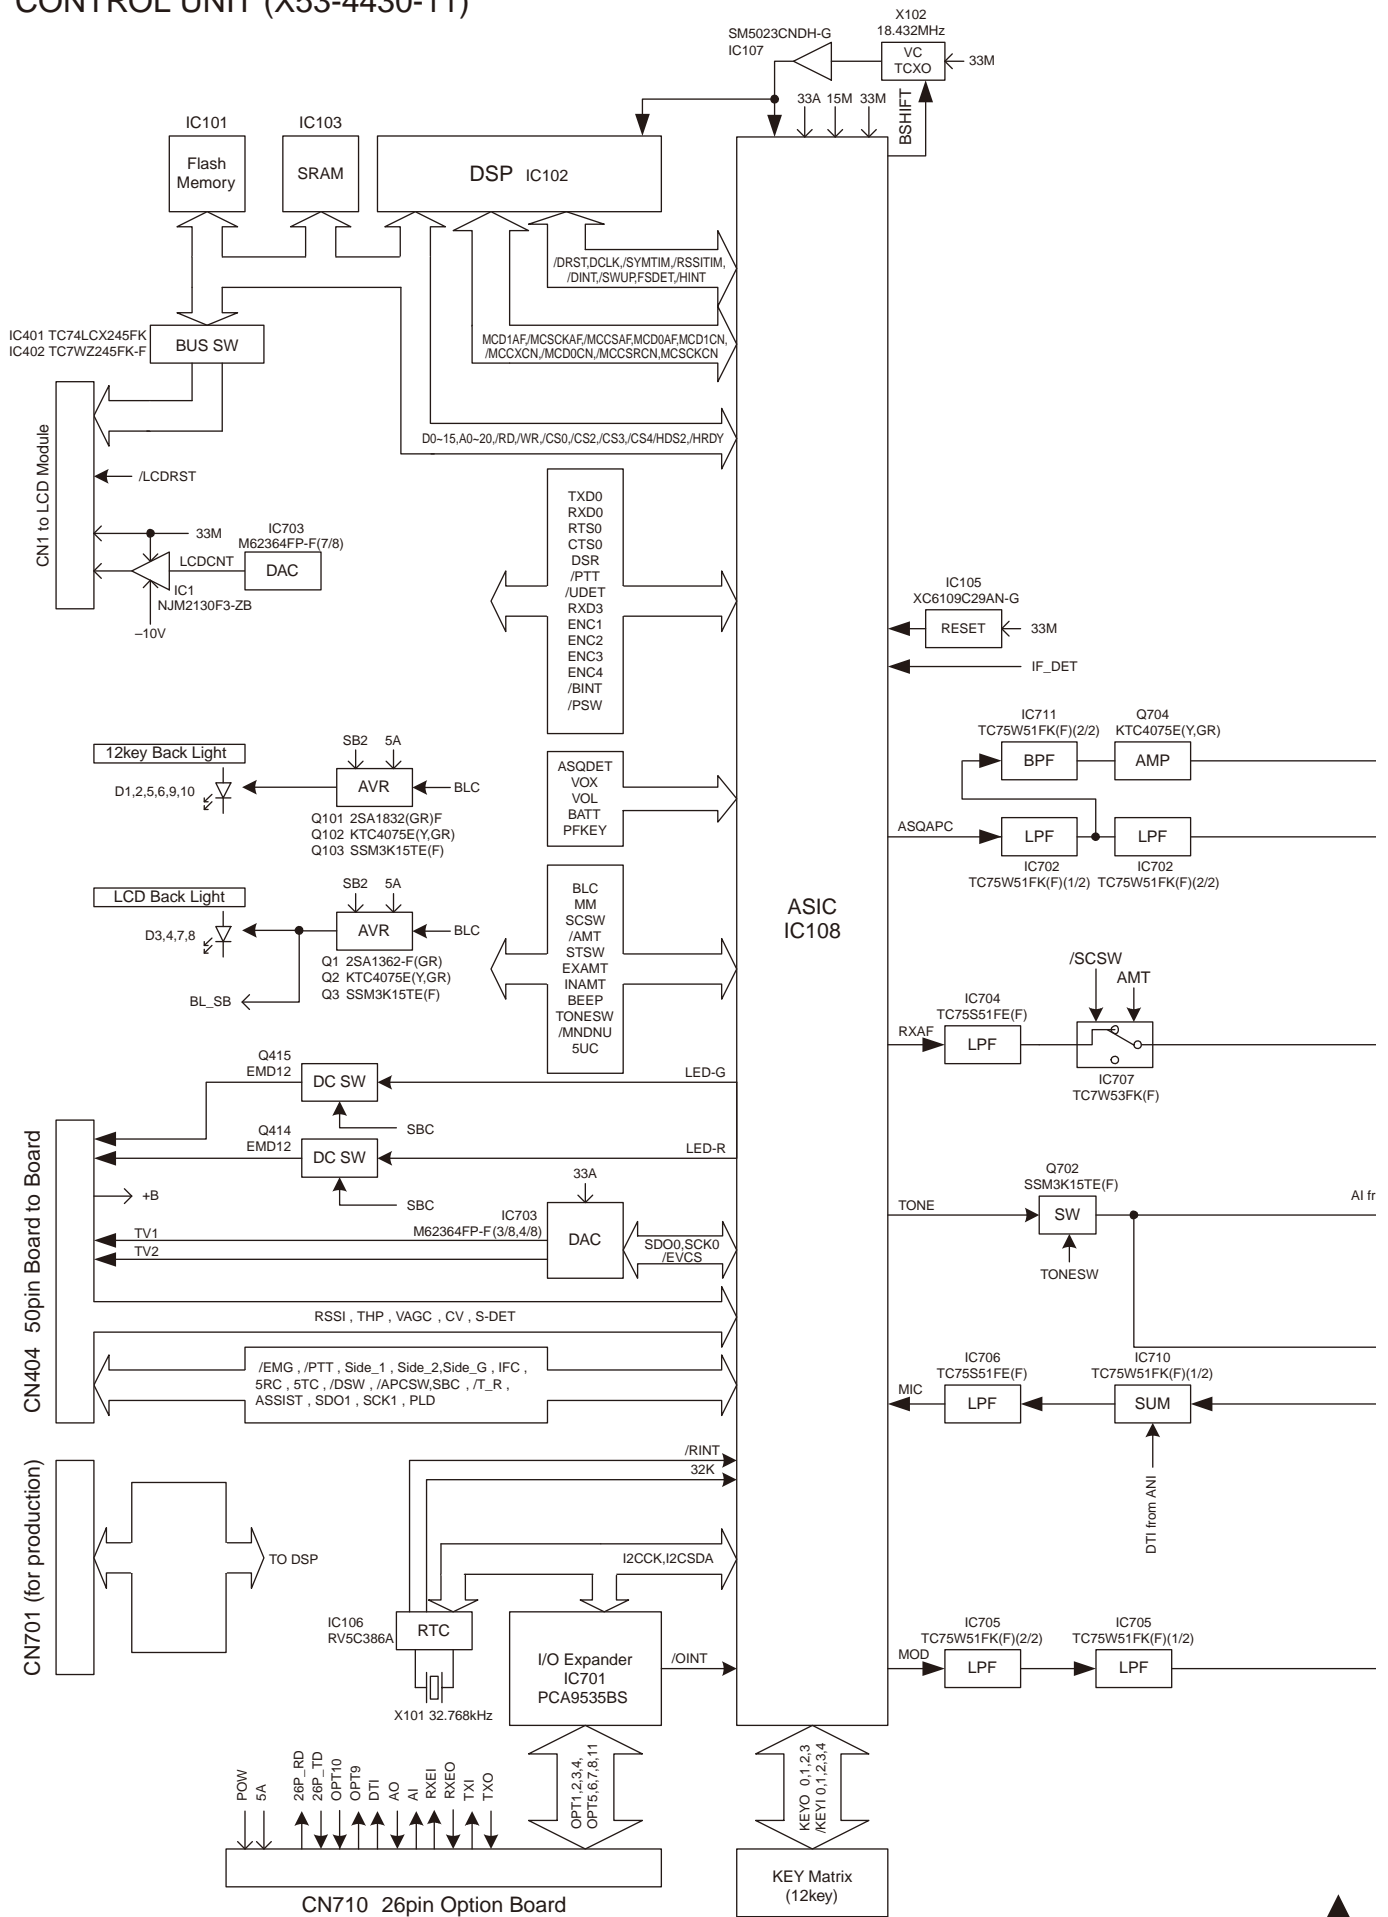 CONTROL UNIT (X53-4430-11)
X102
18.432MHz
SM5023CNDH-G
IC107
VC
TCXO
33M
33A 15M 33M
BSHIFT
IC101
IC103
Flash
Memory
SRAM
DSP IC102
/DRST,DCLK,/SYMTIM,/RSSITIM,
/DINT,/SWUP,FSDET,/HINT
IC401 TC74LCX245FK
IC402 TC7WZ245FK-F
BUS SW
MCD1AF,/MCSCKAF,/MCCSAF,MCD0AF,MCD1CN,
/MCCXCN,/MCD0CN,/MCCSRCN,MCSCKCN
D0~15,A0~20,/RD,/WR,/CS0,/CS2,/CS3,/CS4/HDS2,/HRDY
CN1 to LCD Module
/LCDRST
33M
IC703
M62364FP-F(7/8)
LCDCNT
DAC
IC1
NJM2130F3-ZB
–10V
TXD0
RXD0
RTS0
CTS0
DSR
/PTT
/UDET
RXD3
ENC1
ENC2
ENC3
ENC4
/BINT
/PSW
IC105
XC6109C29AN-G
RESET
33M
IF_DET
12key Back Light
D1,2,5,6,9,10
SB2 5A
AVR
BLC
Q101 2SA1832(GR)F
Q102 KTC4075E(Y,GR)
Q103 SSM3K15TE(F)
ASQDET
VOX
VOL
BATT
PFKEY
IC711
TC75W51FK(F)(2/2)
BPF
Q704
KTC4075E(Y,GR)
AMP
ASQAPC
LPF
LPF
IC702
TC75W51FK(F)(1/2)
IC702
TC75W51FK(F)(2/2)
LCD Back Light
D3,4,7,8
SB2 5A
AVR
BLC
Q1 2SA1362-F(GR)
Q2 KTC4075E(Y,GR)
Q3 SSM3K15TE(F)
BL_SB
BLC
MM
SCSW
/AMT
STSW
EXAMT
INAMT
BEEP
TONESW
/MNDNU
5UC
ASIC
IC108
/SCSW
AMT
IC704
TC75S51FE(F)
RXAF
LPF
IC707
TC7W53FK(F)
Q415
EMD12
DC SW
LED-G
SBC
Q414
EMD12
DC SW
LED-R
SBC
CN404 50pin Board to Board
+B
33A
IC703
M62364FP-F(3/8,4/8)
DAC
TV1
TV2
SDO0,SCK0
/EVCS
Q702
SSM3K15TE(F)
TONE
SW
TONESW
AI fr
RSSI , THP , VAGC , CV , S-DET
/EMG , /PTT , Side_1 , Side_2,Side_G , IFC ,
5RC , 5TC , /DSW , /APCSW,SBC , /T_R ,
ASSIST , SDO1 , SCK1 , PLD
IC706
TC75S51FE(F)
IC710
TC75W51FK(F)(1/2)
MIC
LPF
SUM
DTI from ANI
CN701 (for production)
TO DSP
/RINT
32K
I2CCK,I2CSDA
IC106
RV5C386A
RTC
X101 32.768kHz
I/O Expander
IC701
PCA9535BS
/OINT
IC705
TC75W51FK(F)(2/2)
IC705
TC75W51FK(F)(1/2)
MOD
LPF
LPF
POW
5A
26P_RD
26P_TD
OPT10
OPT9
DTI
AO
AI
RXEI
RXEO
TXI
TXO
OPT1,2,3,4,
OPT5,6,7,8,11
KEYO 0,1,2,3
/KEYI 0,1,2,3,4
CN710 26pin Option Board
KEY Matrix
(12key)